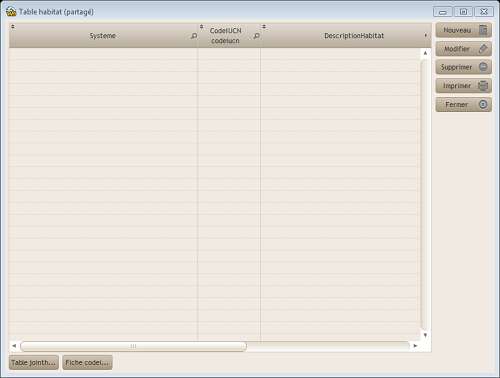 Table habitat (partagé)
Systeme
CodeIUCN
codeiucn
DescriptionHabitat
Nouveau
Modifier
Supprimer
Imprimer
Fermer
Table jointh...
Fiche codei...